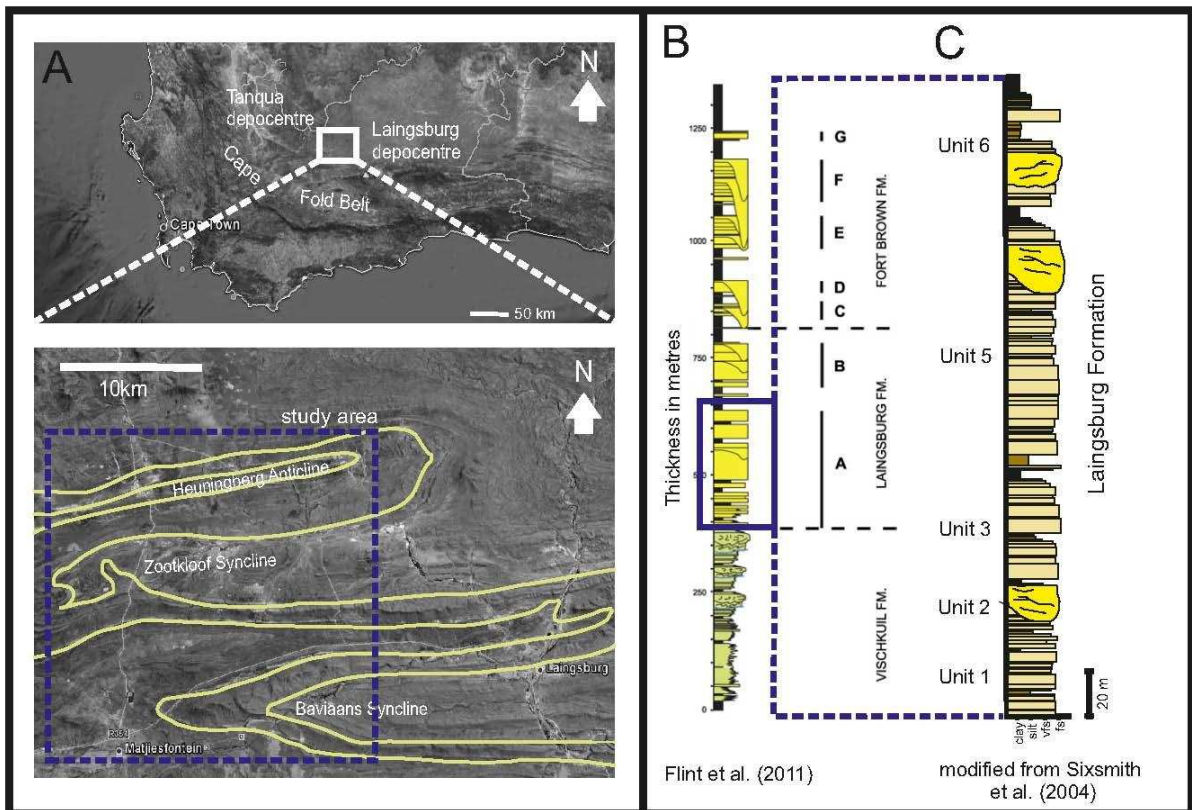 A
N
Tanqua
depocentre
Laingsburg
depocentre
Cape
Fold Belt
Cape Town
50 km
10km
N
study area
Heuningberg Anticline
Zootkloof Syncline
Laingsburg
Baviaans Syncline
Matjiesfontein
B
Thickness in metres
1250
1000
750
500
250
0
G
F
E
D
C
B
A
FORT BROWN FM.
LAINGSBURG FM.
VISCHKUIL FM.
Flint et al. (2011)
C
Unit 6
Unit 5
Unit 3
Unit 2
Unit 1
Laingsburg Formation
20 m
clay
silt
vfs
fs
modified from Sixsmith
et al. (2004)